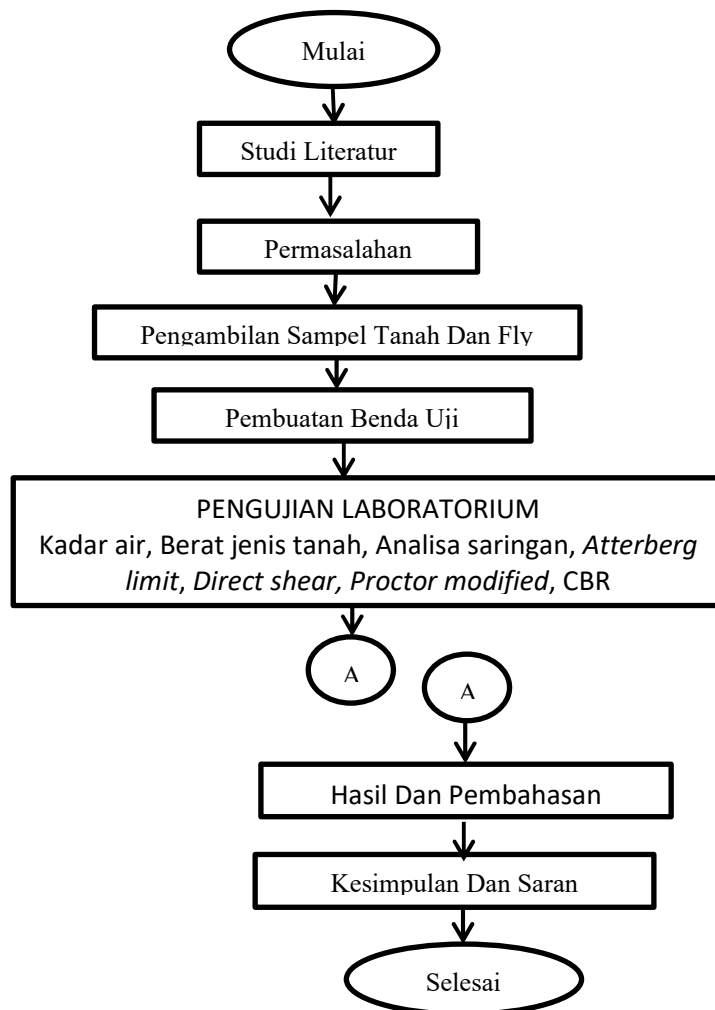 Mulai
Studi Literatur
Permasalahan
Pengambilan Sampel Tanah Dan Fly
Pembuatan Benda Uji
PENGUJIAN LABORATORIUM
Kadar air, Berat jenis tanah, Analisa saringan, Atterberg
limit, Direct shear, Proctor modified, CBR
A
A
Hasil Dan Pembahasan
Kesimpulan Dan Saran
Selesai